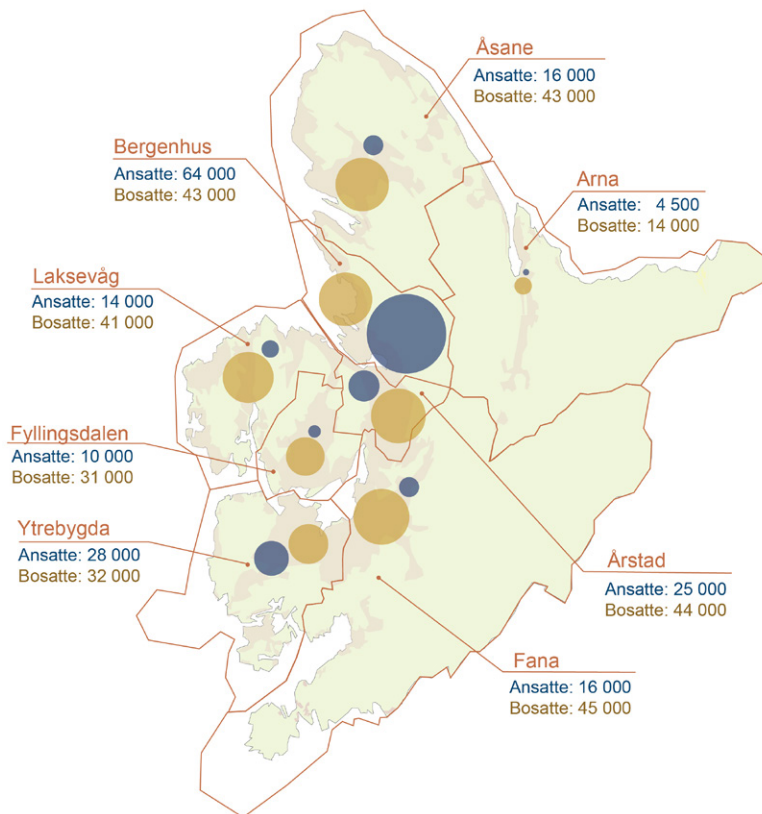 Åsane
Ansatte: 16 000
Bosatte: 43 000
Bergenhus
Ansatte: 64 000
Bosatte: 43 000
Arna
Ansatte: 4 500
Bosatte: 14 000
Laksevåg
Ansatte: 14 000
Bosatte: 41 000
Fyllingsdalen
Ansatte: 10 000
Bosatte: 31 000
Ytrebygda
Ansatte: 28 000
Bosatte: 32 000
Årstad
Ansatte: 25 000
Bosatte: 44 000
Fana
Ansatte: 16 000
Bosatte: 45 000